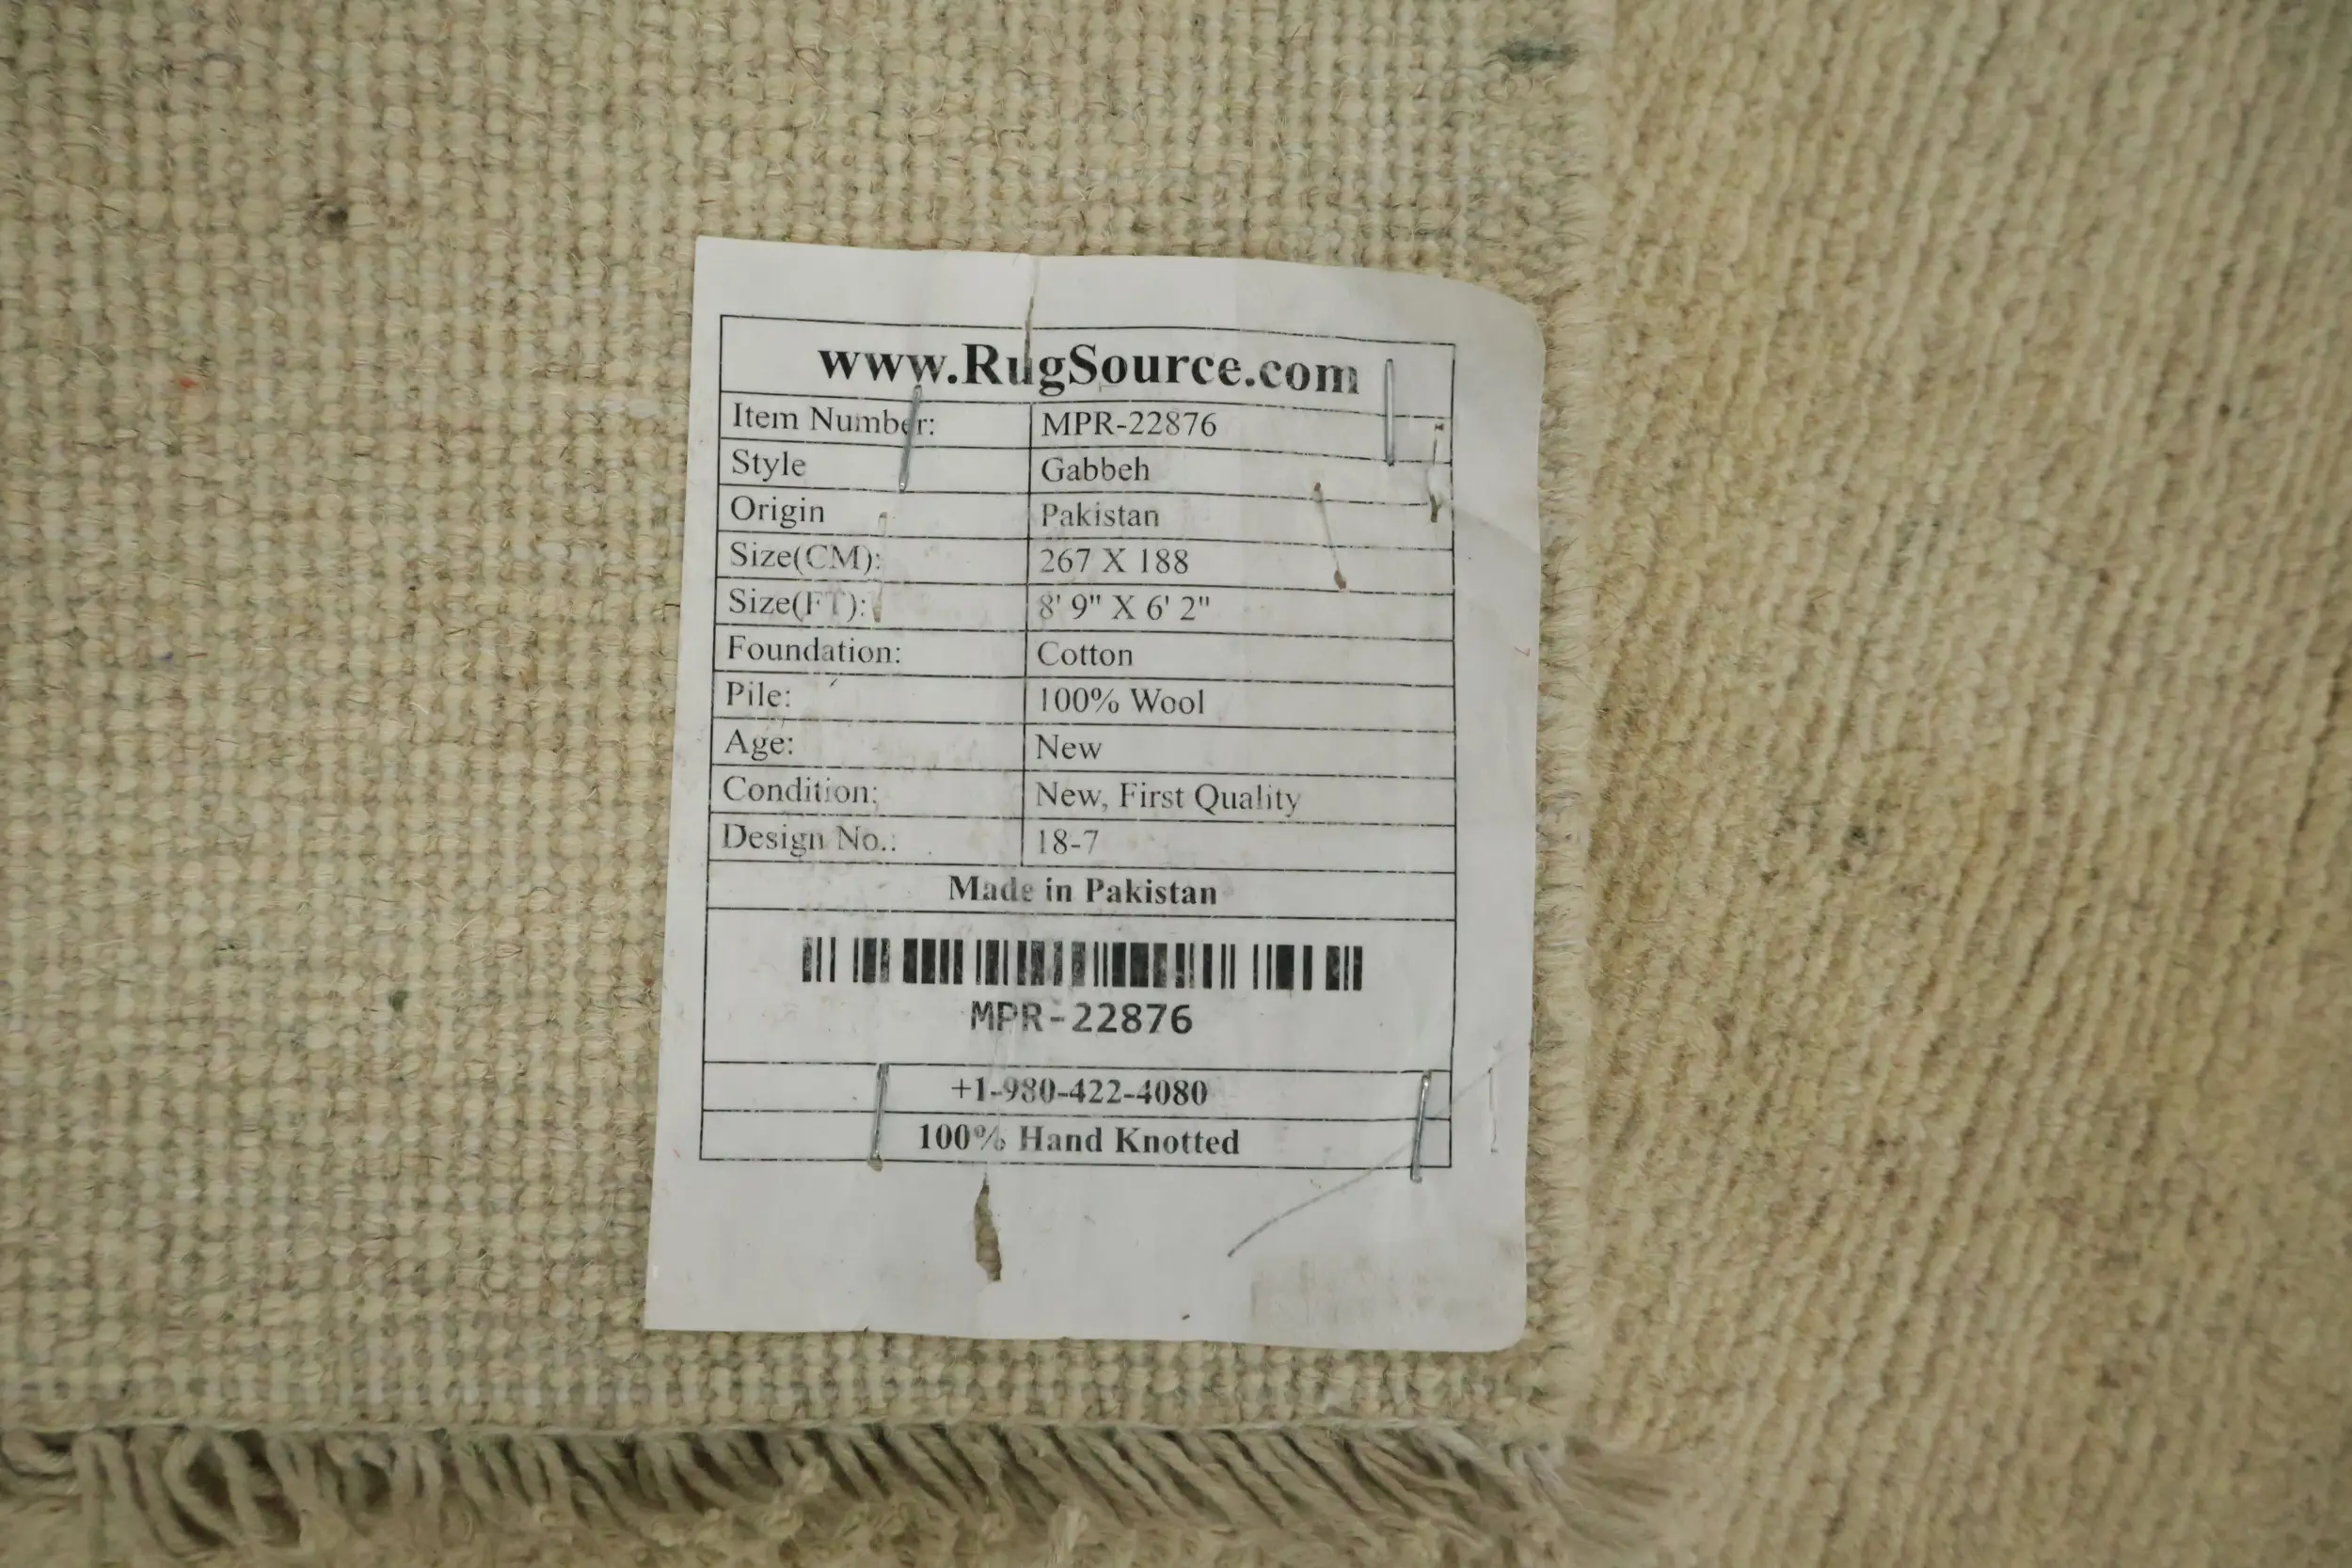 www.RugSource.com
Item Number: MPR-22876
Style Gabbeh
Origin Pakistan
Size(CM): 267 X 188
Size(FT): 8' 9" X 6' 2"
Foundation: Cotton
Pile: 100% Wool
Age: New
Condition: New, First Quality
Design No.: 18-7
Made in Pakistan
MPR-22876
+1-980-422-4080
100% Hand Knotted